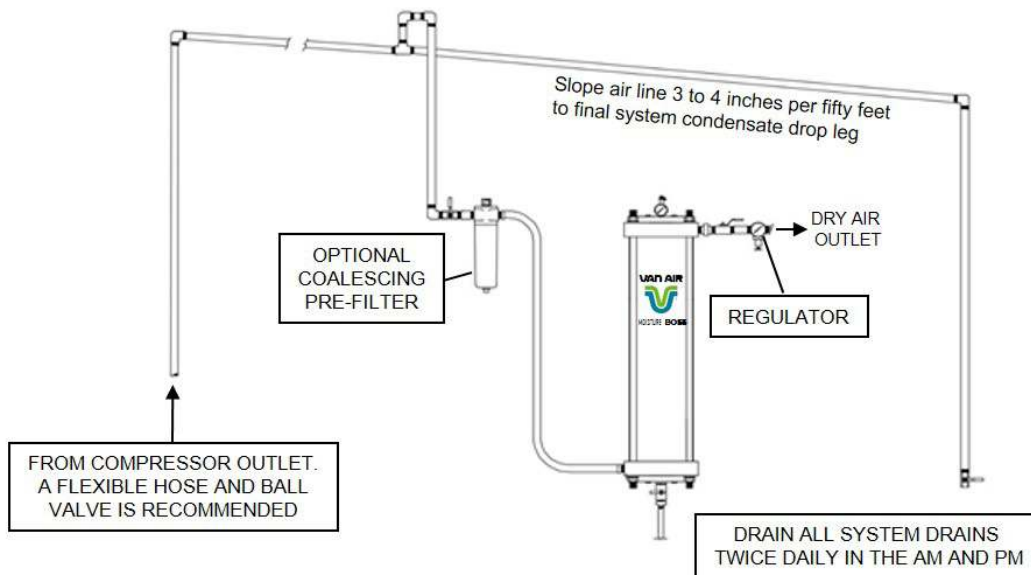 Slope air line 3 to 4 inches per fifty feet
to final system condensate drop leg
DRY AIR
OUTLET
OPTIONAL
COALESCING
PRE-FILTER
VAN AIR
MOISTURE BOSS
REGULATOR
FROM COMPRESSOR OUTLET.
A FLEXIBLE HOSE AND BALL
VALVE IS RECOMMENDED
DRAIN ALL SYSTEM DRAINS
TWICE DAILY IN THE AM AND PM